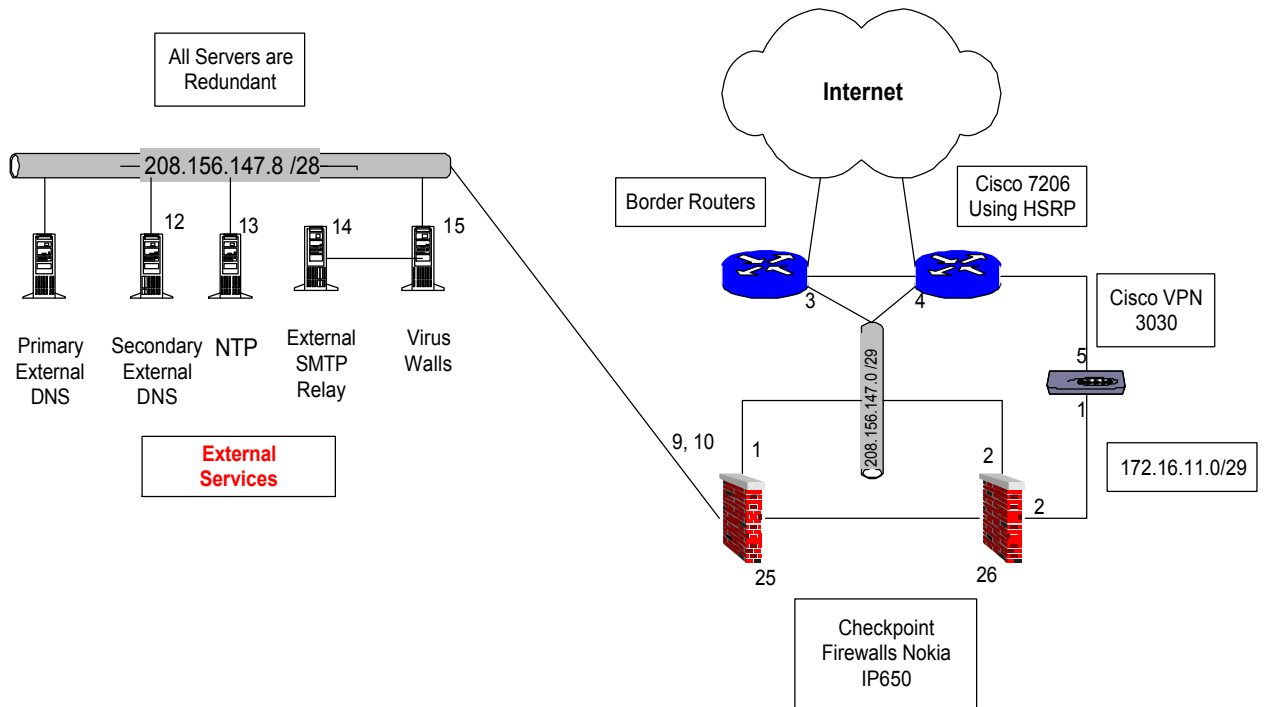 All Servers are
Redundant
Internet
208.156.147.8 /28
Border Routers
Cisco 7206
Using HSRP
12
13
14
15
3
4
Cisco VPN
3030
Primary
External
DNS
Secondary
External
DNS
NTP
External
SMTP
Relay
Virus
Walls
208.156.147.0 /29
5
1
External
Services
9, 10
1
2
172.16.11.0/29
2
25
26
Checkpoint
Firewalls Nokia
IP650